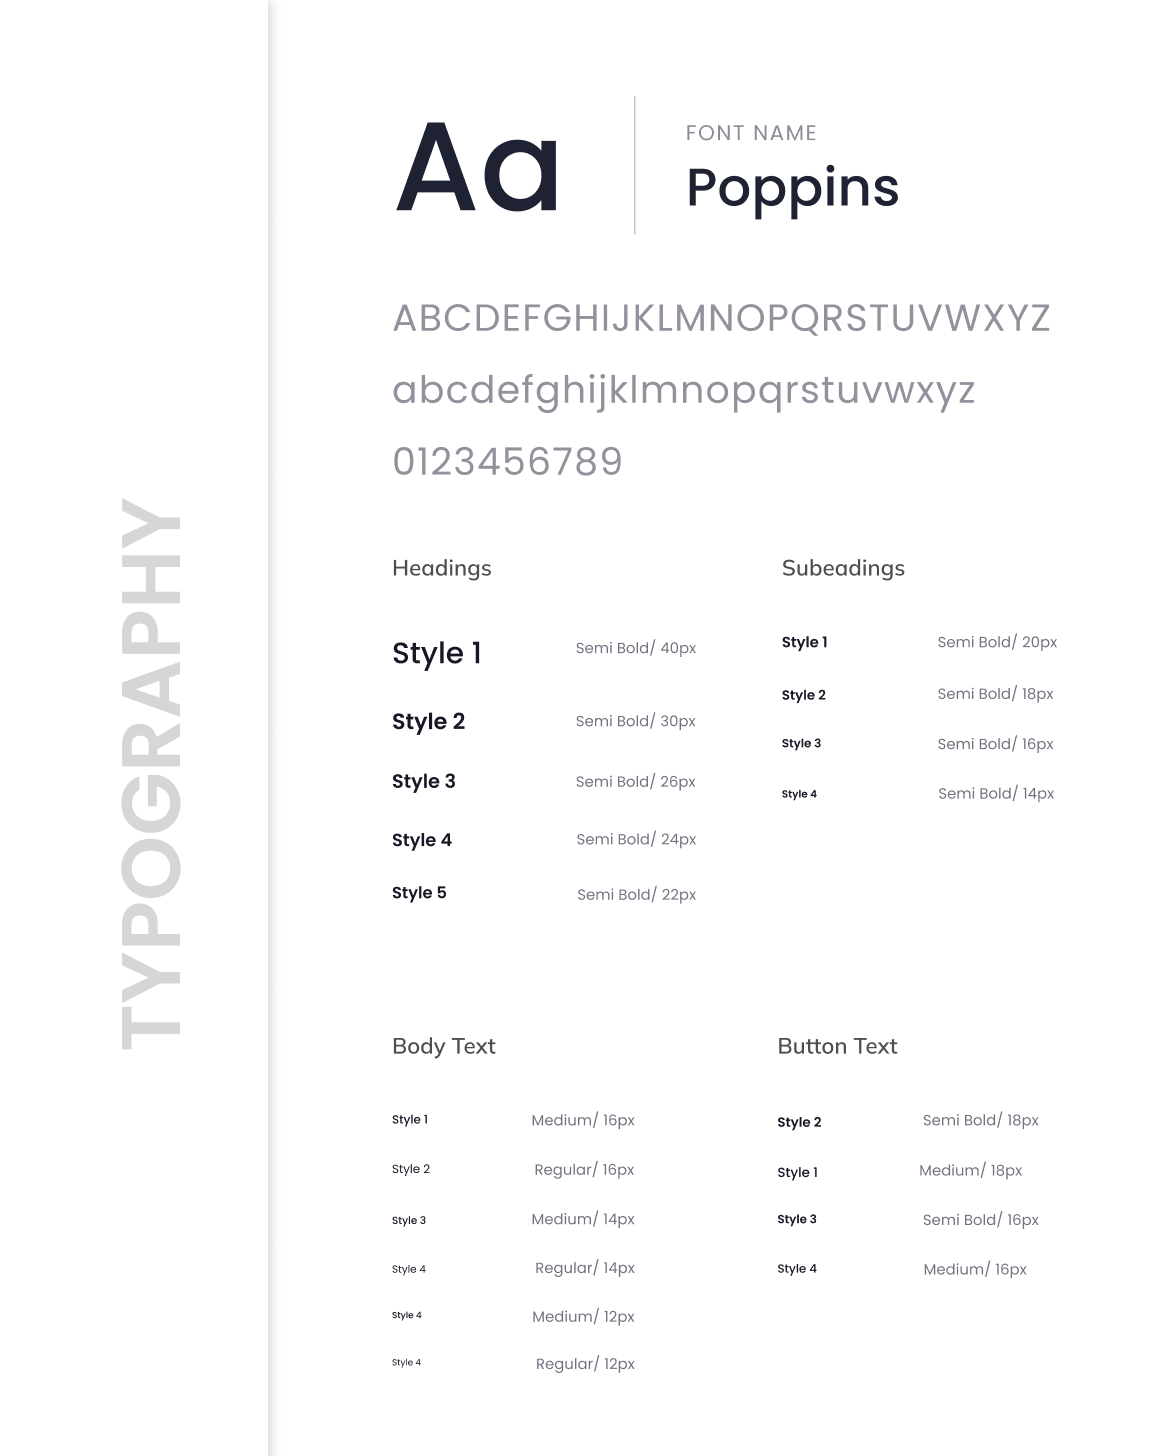 TYPOGRAPHY
Aa
FONT NAME
Poppins
ABCDEFGHIJKLMNOPQRSTUVWXYZ
abcdefghijklmnopqrstuvwxyz
0123456789
Headings
Style 1 Semi Bold/ 40px
Style 2 Semi Bold/ 30px
Style 3 Semi Bold/ 26px
Style 4 Semi Bold/ 24px
Style 5 Semi Bold/ 22px
Subeadings
Style 1 Semi Bold/ 20px
Style 2 Semi Bold/ 18px
Style 3 Semi Bold/ 16px
Style 4 Semi Bold/ 14px
Body Text
Style 1 Medium/ 16px
Style 2 Regular/ 16px
Style 3 Medium/ 14px
Style 4 Regular/ 14px
Style 4 Medium/ 12px
Style 4 Regular/ 12px
Button Text
Style 2 Semi Bold/ 18px
Style 1 Medium/ 18px
Style 3 Semi Bold/ 16px
Style 4 Medium/ 16px